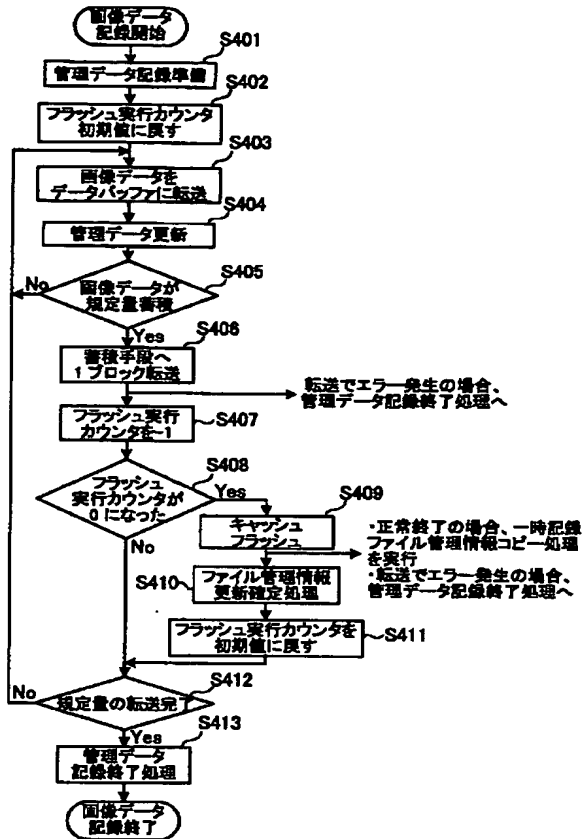 画像データ
記録開始
S401
管理データ記録準備
S402
フラッシュ実行カウンタ
初期値に戻す
S403
画像データを
データバッファに転送
S404
管理データ更新
S405
No
画像データが
規定量蓄積
Yes
S406
蓄積手段へ
1 ブロック転送
転送でエラー発生の場合、
管理データ記録終了処理へ
S407
フラッシュ実行
カウンタを-1
S408
フラッシュ
実行カウンタが
0 になった
Yes
No
S409
キャッシュ
フラッシュ
・正常終了の場合、一時記録
ファイル管理情報コピー処理
を実行
・転送でエラー発生の場合、
管理データ記録終了処理へ
S410
ファイル管理情報
更新確定処理
フラッシュ実行カウンタを
初期値に戻す
S411
S412
No
規定量の転送完了
Yes
S413
管理データ
記録終了処理
画像データ
記録終了